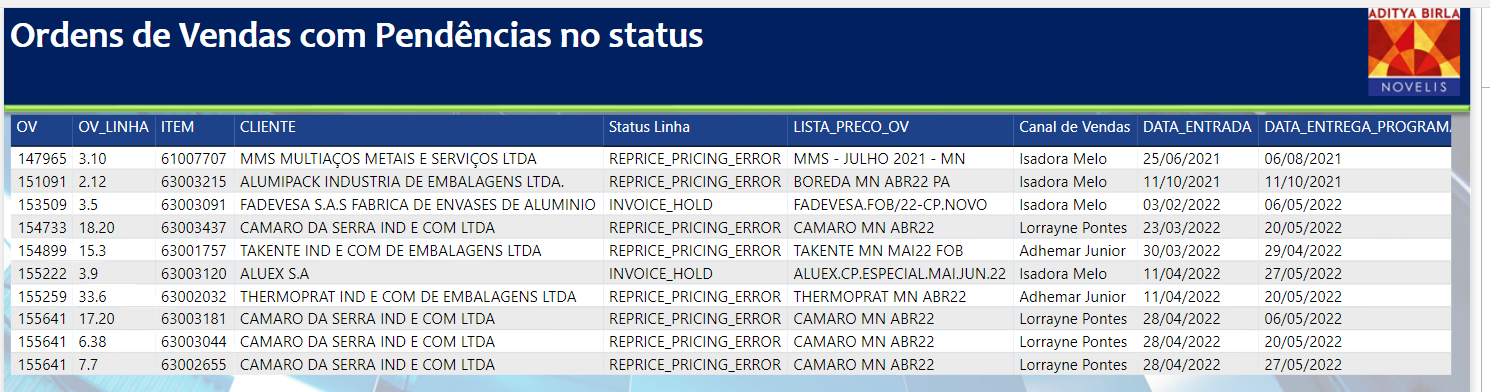 Ordens de Vendas com Pendências no status
ADITYA BIRLA
NOVELIS
OV OV_LINHA ITEM CLIENTE Status Linha LISTA_PRECO_OV Canal de Vendas DATA_ENTRADA DATA_ENTREGA_PROGRAMA
147965 3.10 61007707 MMS MULTIAÇOS METAIS E SERVIÇOS LTDA REPRICE_PRICING_ERROR MMS - JULHO 2021 - MN Isadora Melo 25/06/2021 06/08/2021
151091 2.12 63003215 ALUMIPACK INDUSTRIA DE EMBALAGENS LTDA. REPRICE_PRICING_ERROR BOREDA MN ABR22 PA Isadora Melo 11/10/2021 11/10/2021
153509 3.5 63003091 FADEVESA S.A.S FABRICA DE ENVASES DE ALUMINIO INVOICE_HOLD FADEVESA.FOB/22-CP.NOVO Isadora Melo 03/02/2022 06/05/2022
154733 18.20 63003437 CAMARO DA SERRA IND E COM LTDA REPRICE_PRICING_ERROR CAMARO MN ABR22 Lorrayne Pontes 23/03/2022 20/05/2022
154899 15.3 63001757 TAKENTE IND E COM DE EMBALAGENS LTDA REPRICE_PRICING_ERROR TAKENTE MN MAI22 FOB Adhemar Junior 30/03/2022 29/04/2022
155222 3.9 63003120 ALUEX S.A INVOICE_HOLD ALUEX.CP.ESPECIAL.MAI.JUN.22 Isadora Melo 11/04/2022 27/05/2022
155259 33.6 63002032 THERMOPRAT IND E COM DE EMBALAGENS LTDA REPRICE_PRICING_ERROR THERMOPRAT MN ABR22 Adhemar Junior 11/04/2022 20/05/2022
155641 17.20 63003181 CAMARO DA SERRA IND E COM LTDA REPRICE_PRICING_ERROR CAMARO MN ABR22 Lorrayne Pontes 28/04/2022 06/05/2022
155641 6.38 63003044 CAMARO DA SERRA IND E COM LTDA REPRICE_PRICING_ERROR CAMARO MN ABR22 Lorrayne Pontes 28/04/2022 20/05/2022
155641 7.7 63002655 CAMARO DA SERRA IND E COM LTDA REPRICE_PRICING_ERROR CAMARO MN ABR22 Lorrayne Pontes 28/04/2022 27/05/2022